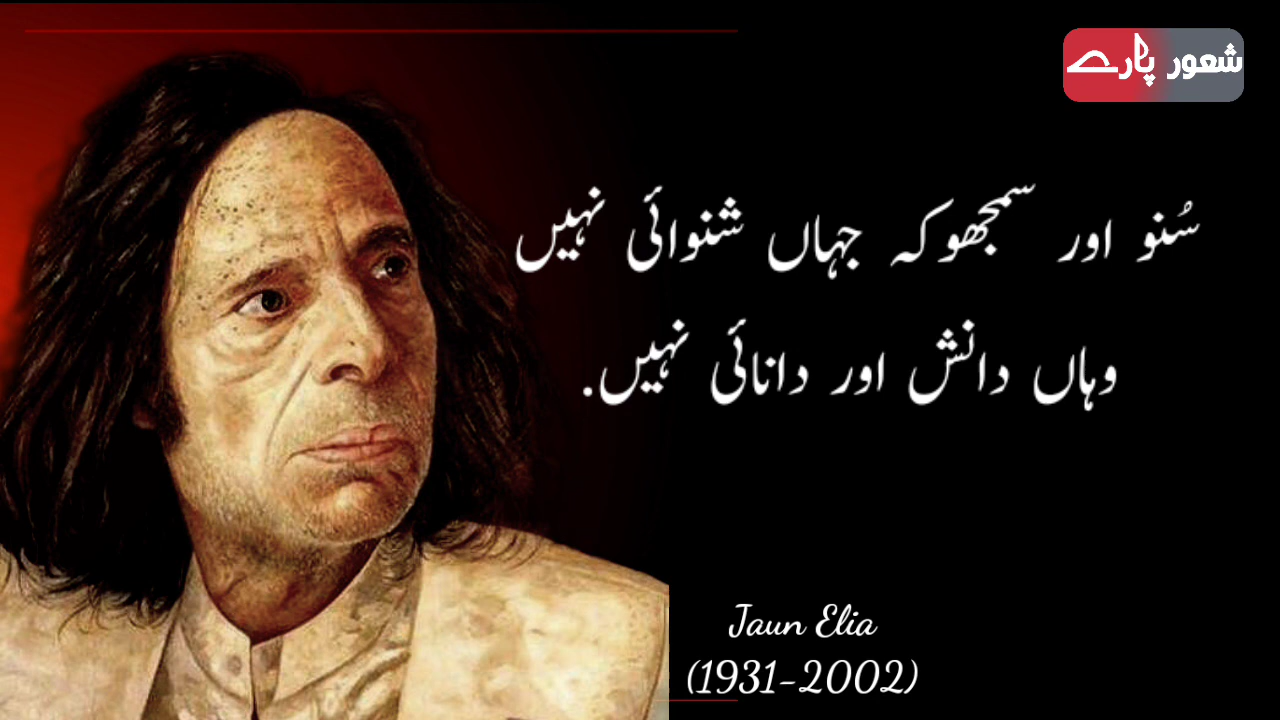 شعور پارے
سُنو اور سمجھو کہ جہاں شنوائی نہیں
وہاں دانش اور دانائی نہیں.
Jaun Elia
(1931-2002)